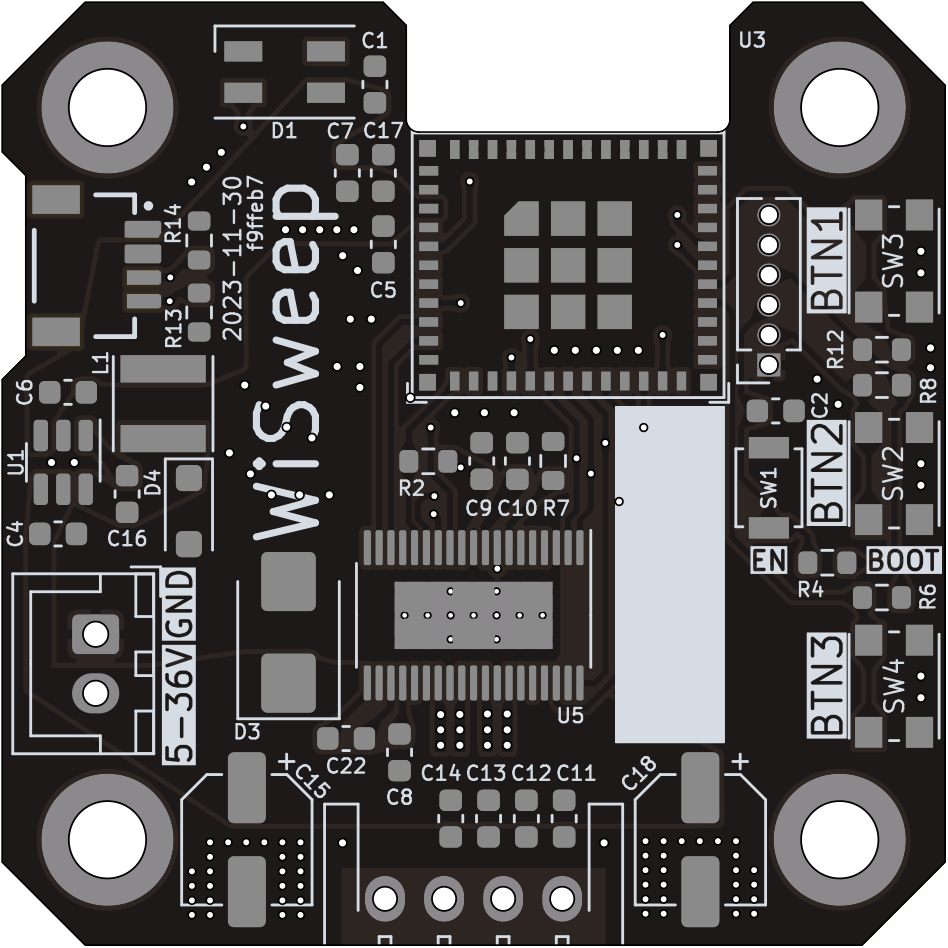 C1
U3
D1
C7
C17
R14
2023-11-30
f9ffeb7
WiSweep
C5
R13
BTN1
SW3
L1
R12
C6
R8
C2
U1
D4
R2
BTN2
SW2
SW1
C9
C10
R7
C4
C16
EN
BOOT
R4
R6
GND
5-36V
BTN3
SW4
U5
D3
C22
+
C15
C8
C14
C13
C12
C11
C18
+